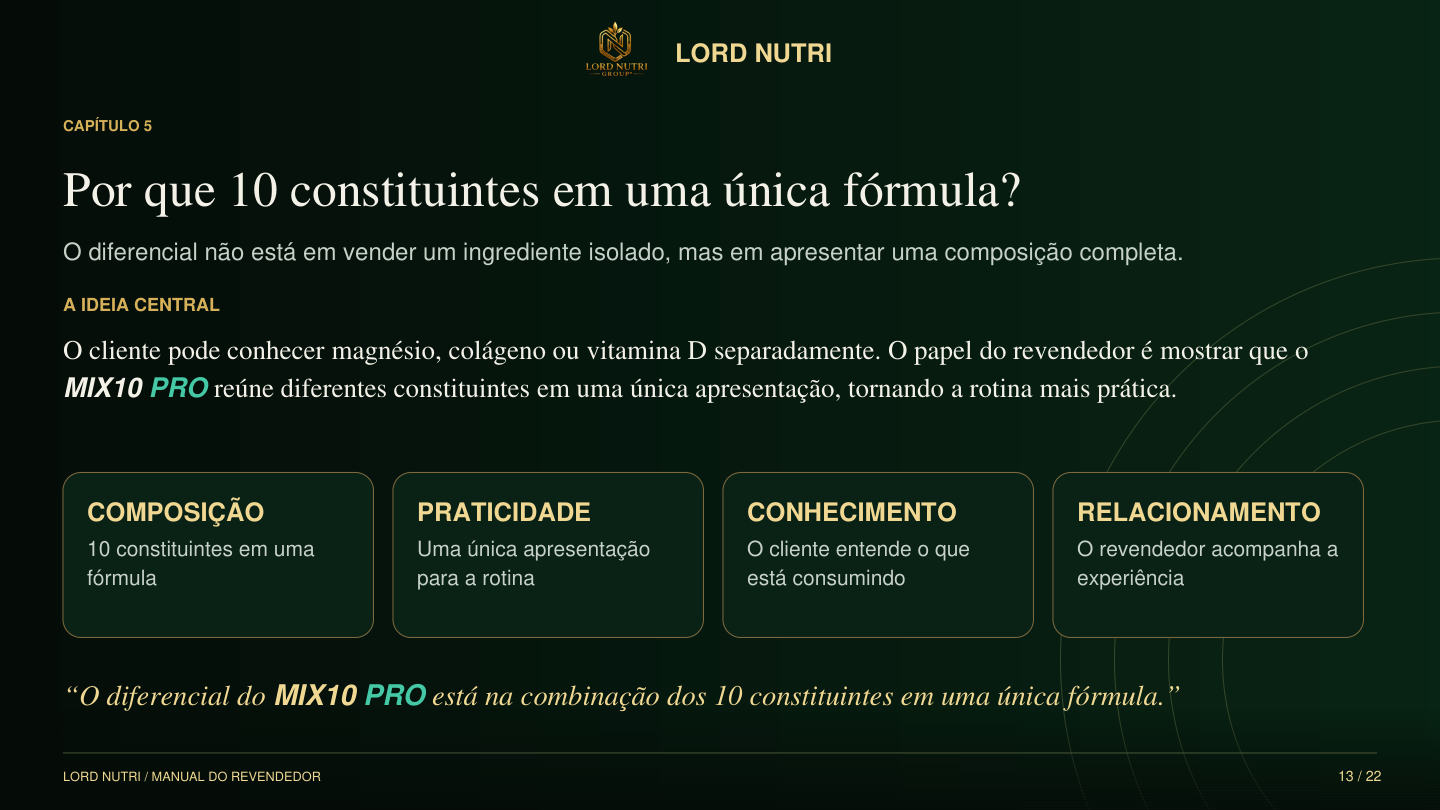 LORD NUTRI
GROUP
LORD NUTRI
CAPÍTULO 5
Por que 10 constituintes em uma única fórmula?
O diferencial não está em vender um ingrediente isolado, mas em apresentar uma composição completa.
A IDEIA CENTRAL
O cliente pode conhecer magnésio, colágeno ou vitamina D separadamente. O papel do revendedor é mostrar que o
MIX10 PRO reúne diferentes constituintes em uma única apresentação, tornando a rotina mais prática.
COMPOSIÇÃO
10 constituintes em uma
fórmula
PRATICIDADE
Uma única apresentação
para a rotina
CONHECIMENTO
O cliente entende o que
está consumindo
RELACIONAMENTO
O revendedor acompanha a
experiência
“O diferencial do MIX10 PRO está na combinação dos 10 constituintes em uma única fórmula.”
LORD NUTRI / MANUAL DO REVENDEDOR
13 / 22